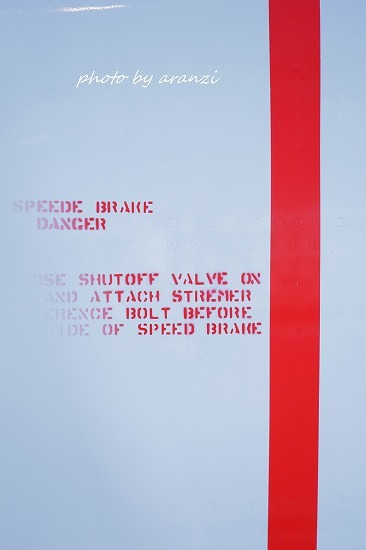 photo by aranzi
SPEEDE BRAKE
DANGER
OSE SHUTOFF VALVE ON
AND ATTACH STREMER
ERENCE BOLT BEFORE
IDE OF SPEED BRAKE